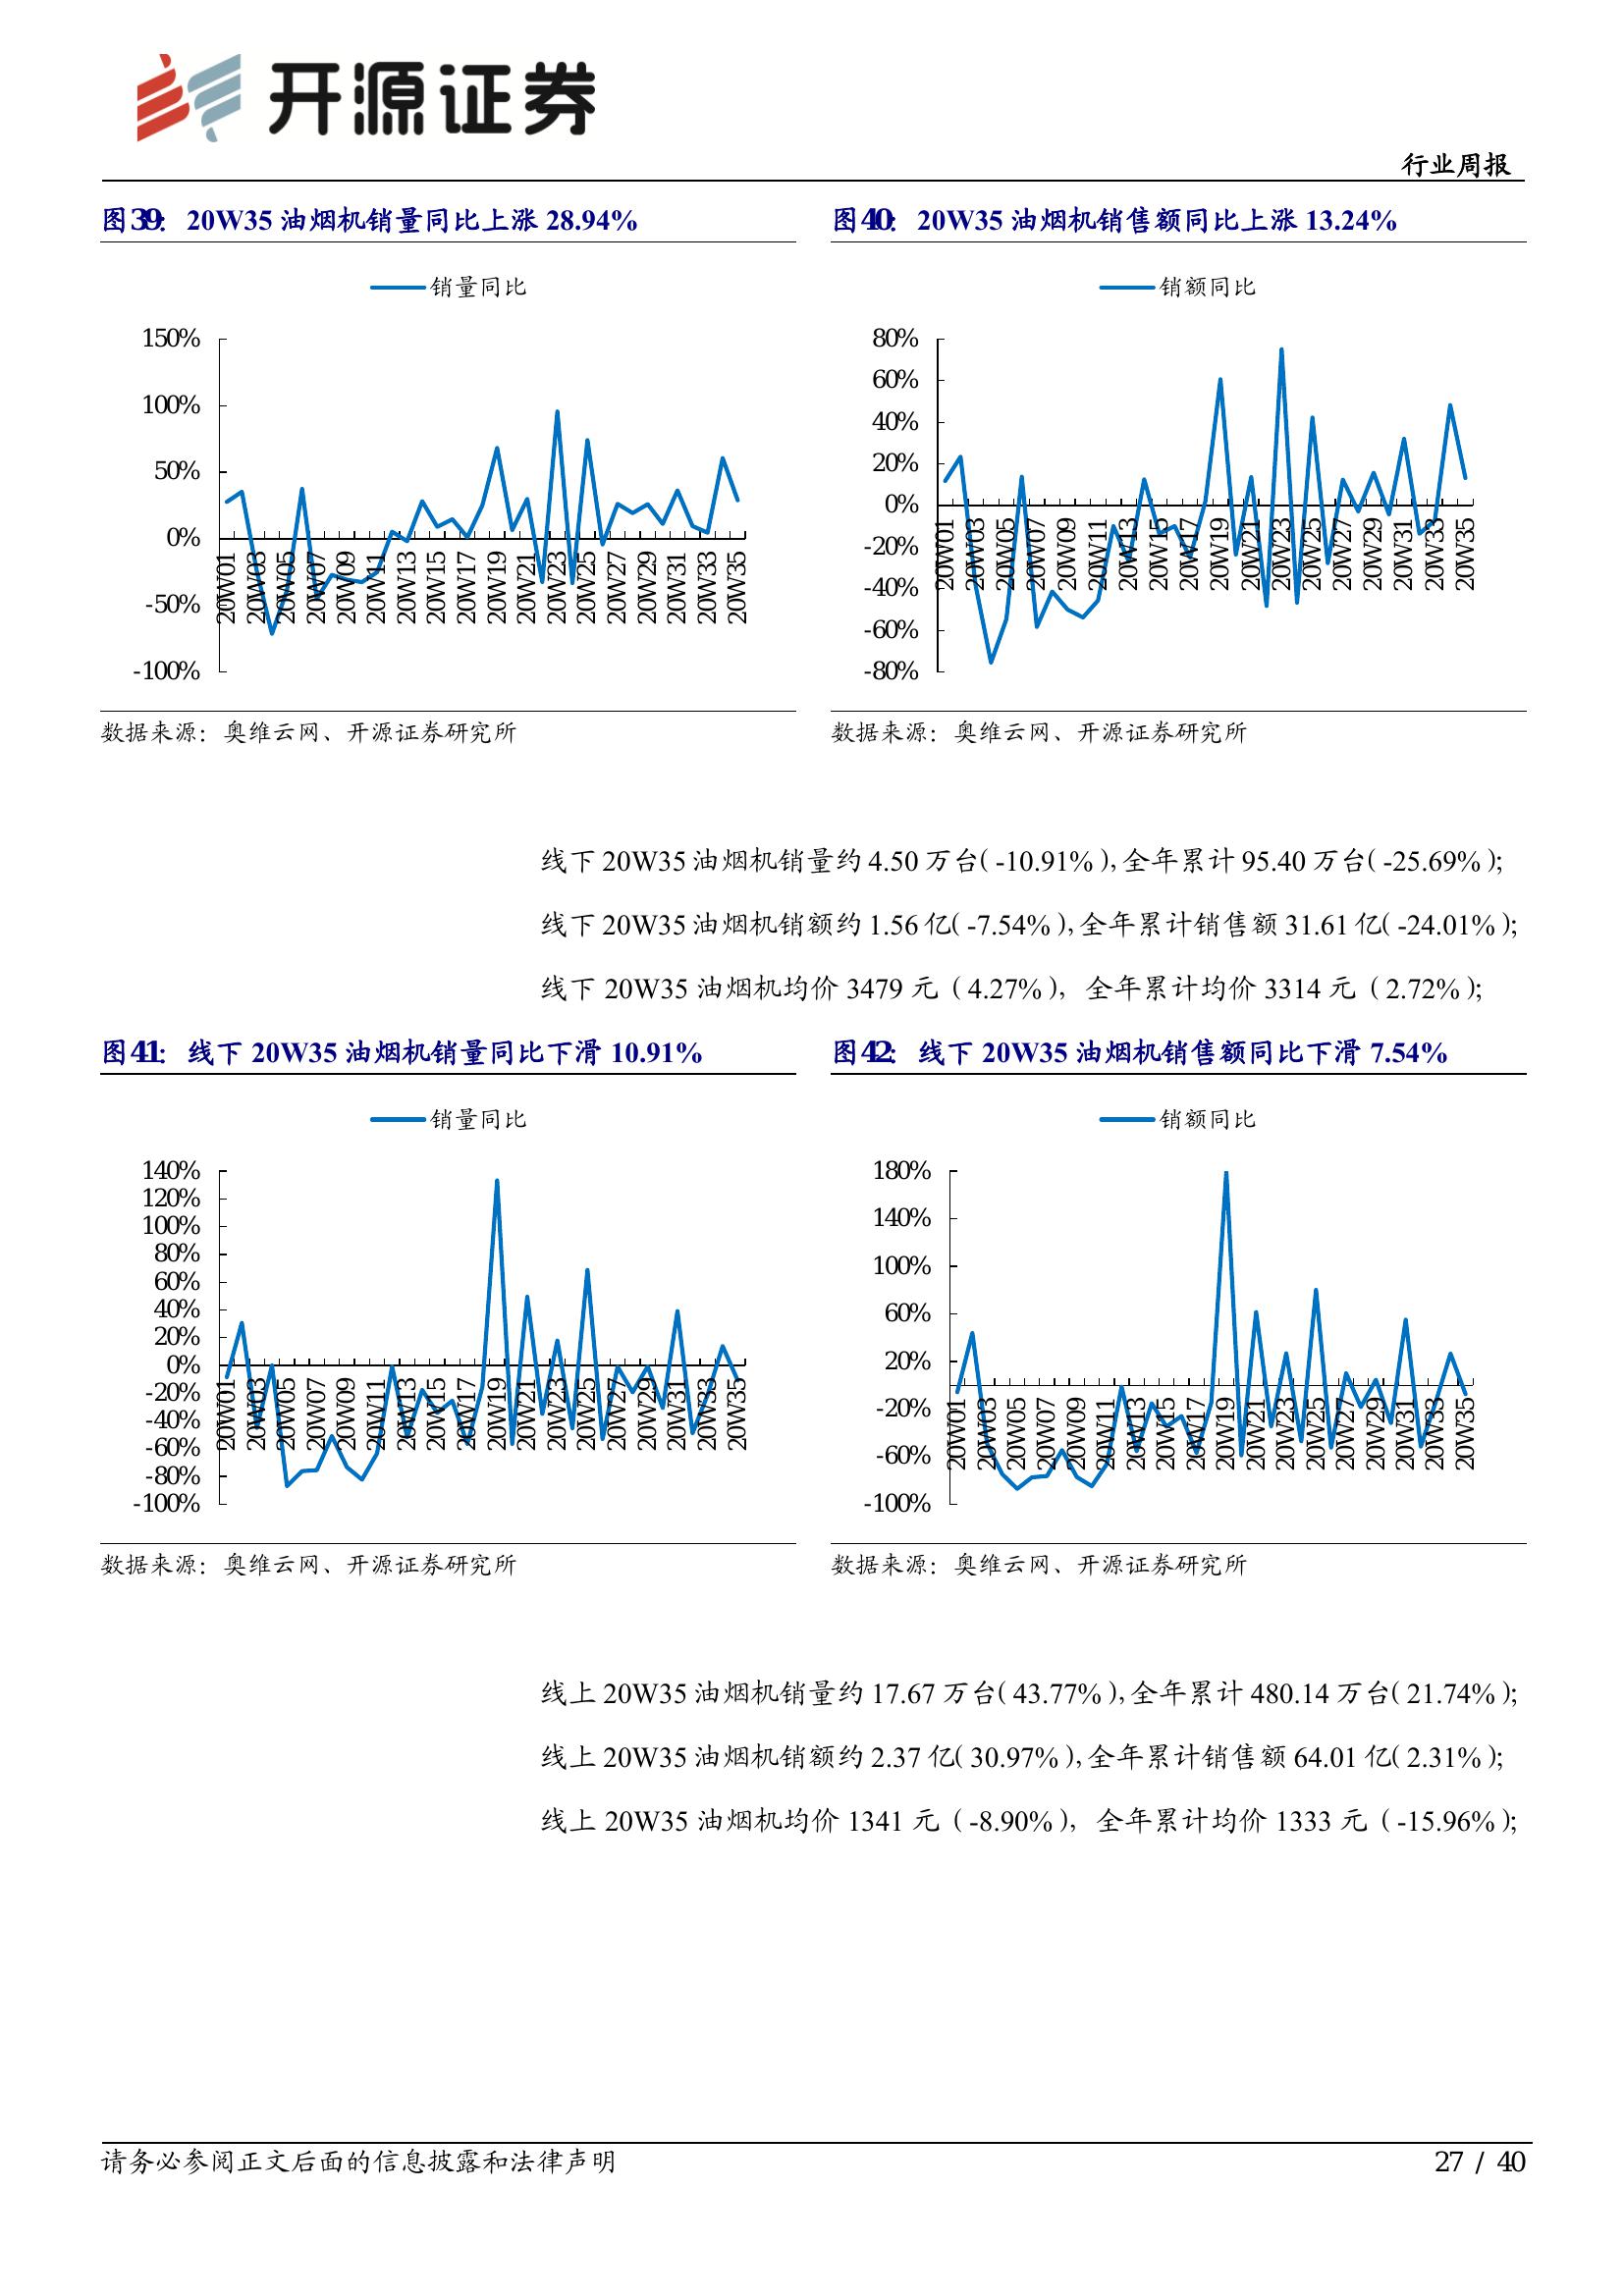 开源证券
行业周报
图39： 20W35 油烟机销量同比上涨 28.94%
销量同比
150%
100%
50%
0%
-50%
-100%
20W01
20W03
20W05
20W07
20W09
20W11
20W13
20W15
20W17
20W19
20W21
20W23
20W25
20W27
20W29
20W31
20W33
20W35
数据来源：奥维云网、开源证券研究所
图40： 20W35 油烟机销售额同比上涨 13.24%
销额同比
80%
60%
40%
20%
0%
-20%
-40%
-60%
-80%
20W01
20W03
20W05
20W07
20W09
20W11
20W13
20W15
20W17
20W19
20W21
20W23
20W25
20W27
20W29
20W31
20W33
20W35
数据来源：奥维云网、开源证券研究所
线下 20W35 油烟机销量约 4.50 万台（-10.91%），全年累计 95.40 万台（-25.69%）；
线下 20W35 油烟机销额约 1.56 亿（-7.54%），全年累计销售额 31.61 亿（-24.01%）；
线下 20W35 油烟机均价 3479 元（4.27%），全年累计均价 3314 元（2.72%）；
图41： 线下 20W35 油烟机销量同比下滑 10.91%
销量同比
140%
120%
100%
80%
60%
40%
20%
0%
-20%
-40%
-60%
-80%
-100%
20W01
20W03
20W05
20W07
20W09
20W11
20W13
20W15
20W17
20W19
20W21
20W23
20W25
20W27
20W29
20W31
20W33
20W35
数据来源：奥维云网、开源证券研究所
图42： 线下 20W35 油烟机销售额同比下滑 7.54%
销额同比
180%
140%
100%
60%
20%
-20%
-60%
-100%
20W01
20W03
20W05
20W07
20W09
20W11
20W13
20W15
20W17
20W19
20W21
20W23
20W25
20W27
20W29
20W31
20W33
20W35
数据来源：奥维云网、开源证券研究所
线上 20W35 油烟机销量约 17.67 万台（43.77%），全年累计 480.14 万台（21.74%）；
线上 20W35 油烟机销额约 2.37 亿（30.97%），全年累计销售额 64.01 亿（2.31%）；
线上 20W35 油烟机均价 1341 元（-8.90%），全年累计均价 1333 元（-15.96%）；
请务必参阅正文后面的信息披露和法律声明
27 / 40